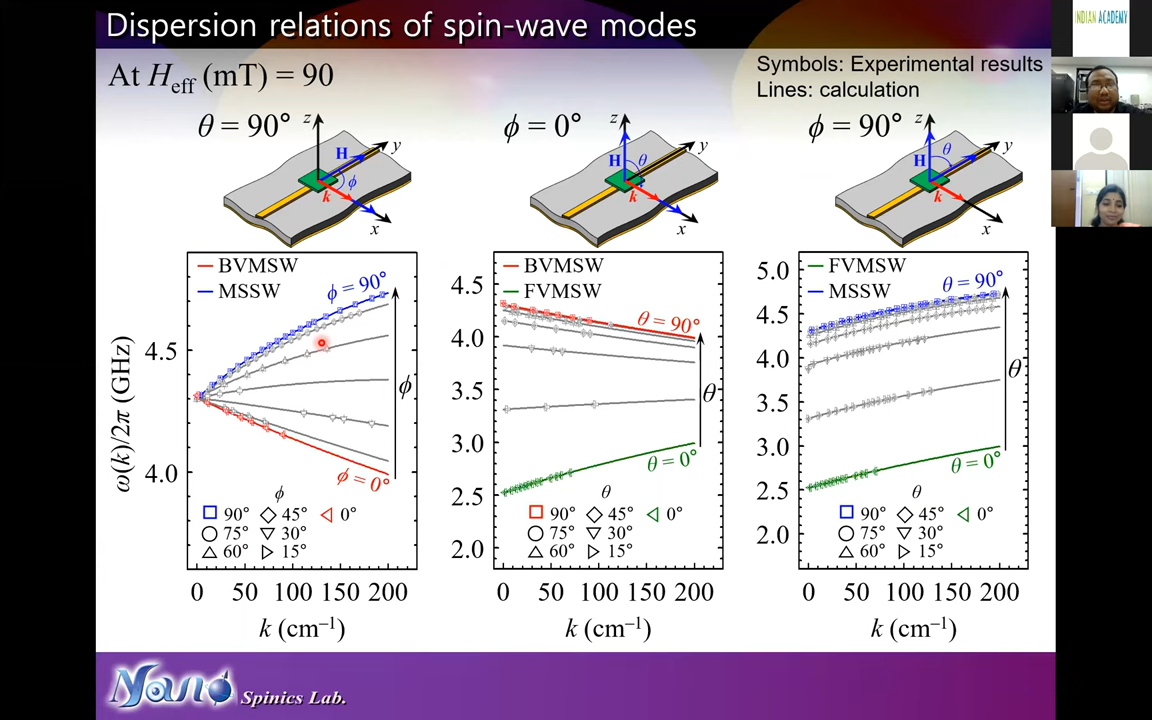 Dispersion relations of spin-wave modes
INDIAN ACADEMY
At Heff (mT) = 90
Symbols: Experimental results
Lines: calculation
θ = 90°
z
H
y
ϕ
k
x
ϕ = 0°
z
H
θ
y
k
x
ϕ = 90°
z
H
θ
y
k
x
ω(k)/2π (GHz)
BVMSW
MSSW
ϕ = 90°
4.5
4.0
ϕ
ϕ = 0°
ϕ
90° 45° 0°
75° 30°
60° 15°
0 50 100 150 200
k (cm⁻¹)
BVMSW
FVMSW
4.5
4.0
3.5
3.0
2.5
2.0
θ = 90°
θ
θ = 0°
θ
90° 45° 0°
75° 30°
60° 15°
0 50 100 150 200
k (cm⁻¹)
FVMSW
MSSW
5.0
4.5
4.0
3.5
3.0
2.5
2.0
θ = 90°
θ
θ = 0°
θ
90° 45° 0°
75° 30°
60° 15°
0 50 100 150 200
k (cm⁻¹)
Nano Spinics Lab.